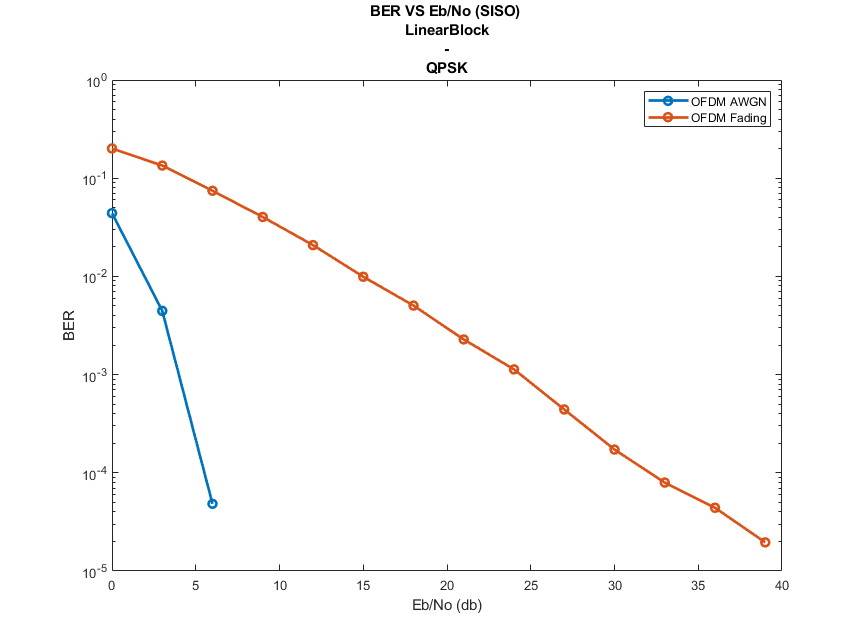 BER VS Eb/No (SISO)
LinearBlock
-
QPSK
10^0
10^-1
10^-2
10^-3
10^-4
10^-5
BER
OFDM AWGN
OFDM Fading
0 5 10 15 20 25 30 35 40
Eb/No (db)